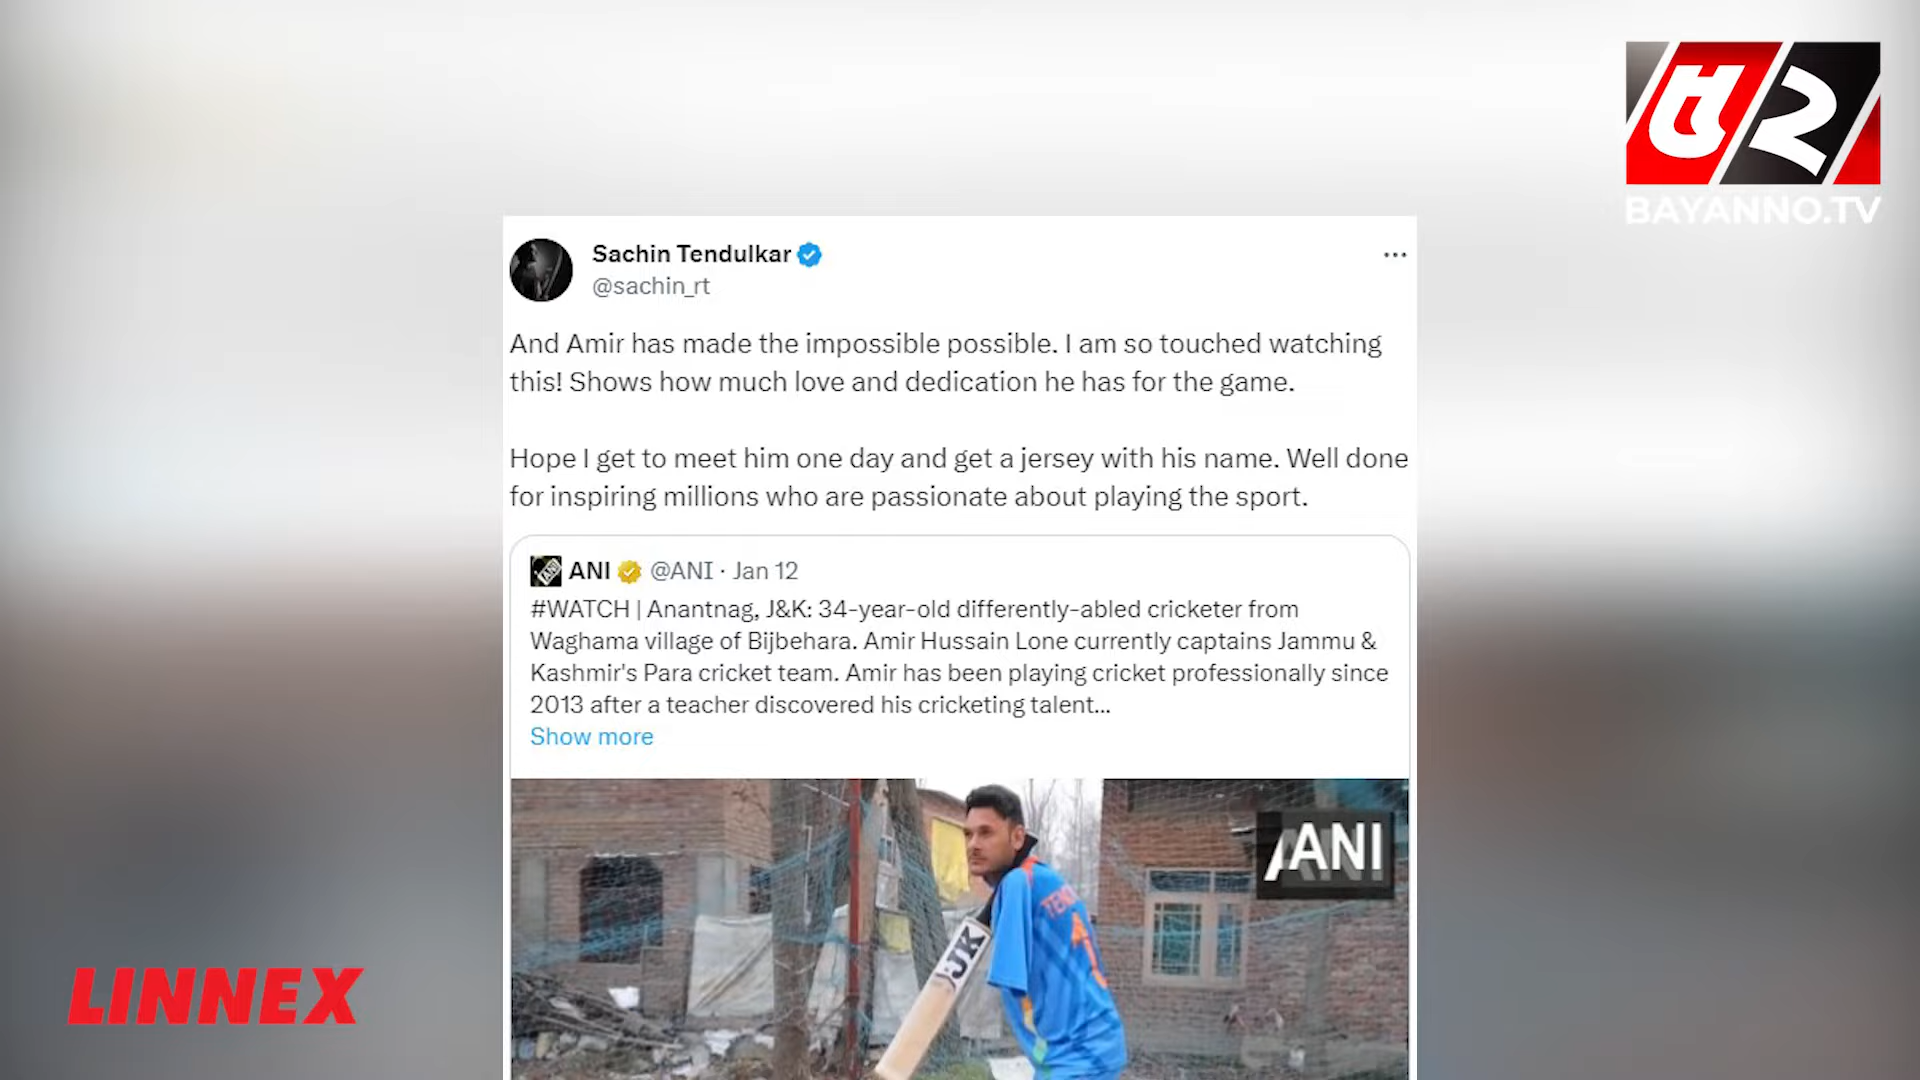 ৫২
BAYANNO.TV
Sachin Tendulkar
@sachin_rt
And Amir has made the impossible possible. I am so touched watching
this! Shows how much love and dedication he has for the game.
Hope I get to meet him one day and get a jersey with his name. Well done
for inspiring millions who are passionate about playing the sport.
ANI @ANI · Jan 12
#WATCH | Anantnag, J&K: 34-year-old differently-abled cricketer from
Waghama village of Bijbehara. Amir Hussain Lone currently captains Jammu &
Kashmir's Para cricket team. Amir has been playing cricket professionally since
2013 after a teacher discovered his cricketing talent...
Show more
ANI
JK
LINNEX